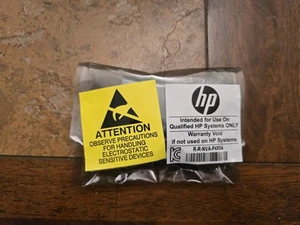 ATTENTION
OBSERVE PRECAUTIONS
FOR HANDLING
ELECTROSTATIC
SENSITIVE DEVICES
hp
Intended for Use On
Qualified HP Systems ONLY
Warranty Void
if not used on HP Systems